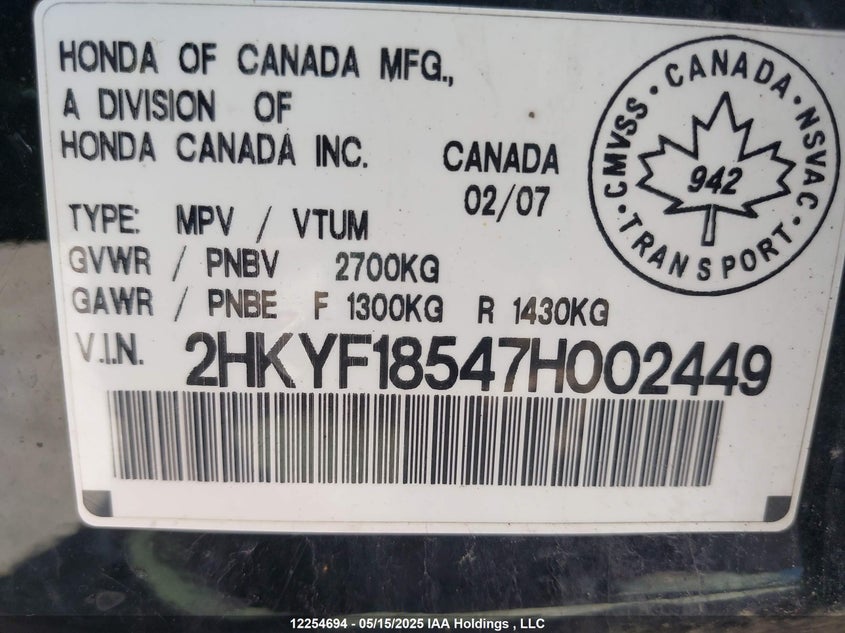 HONDA OF CANADA MFG.,
A DIVISION OF
HONDA CANADA INC.
CANADA
02/07
CMVSS · CANADA · NSVAC · TRANSPORT ·
942
TYPE: MPV / VTUM
GVWR / PNBV 2700KG
GAWR / PNBE F 1300KG R 1430KG
V.I.N. 2HKYF18547H002449
12254694 - 05/15/2025 IAA Holdings , LLC